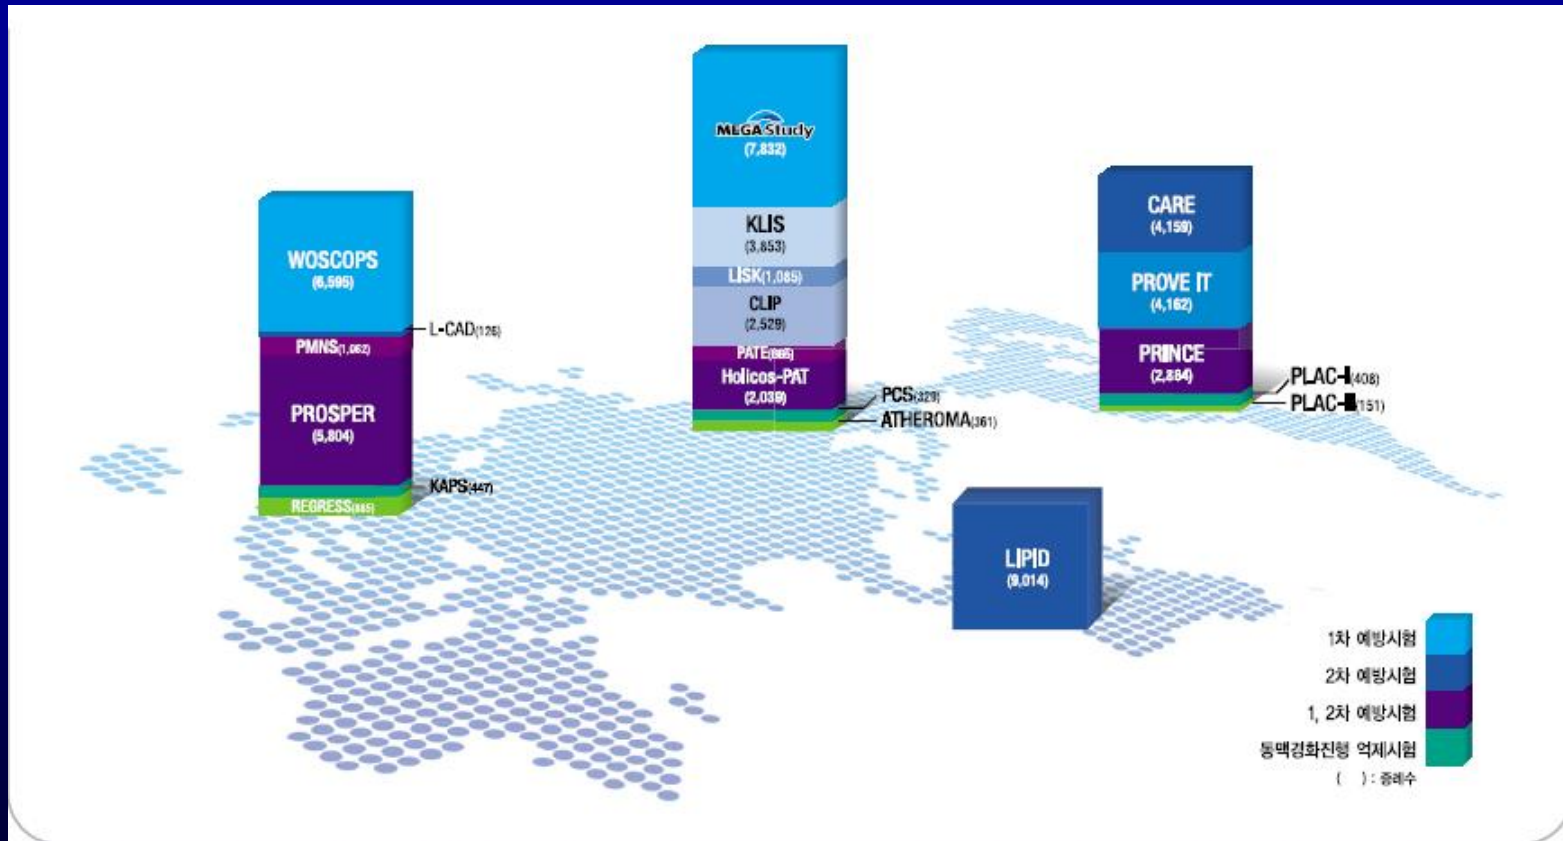 MEGA Study
(7,832)
KLIS
(3,853)
LISK(1,085)
CLIP
(2,529)
PATE(665)
Holicos-PAT
(2,039)
PCS(329)
ATHEROMA(361)
WOSCOPS
(6,595)
L-CAD(126)
PMNS(1,062)
PROSPER
(5,804)
KAPS(447)
REGRESS(885)
CARE
(4,159)
PROVE IT
(4,162)
PRINCE
(2,884)
PLAC-I(408)
(151)
LIPID
(9,014)
1차 예방시험
2차 예방시험
1, 2차 예방시험
동맥경화진행 억제시험
( ) : 증례수